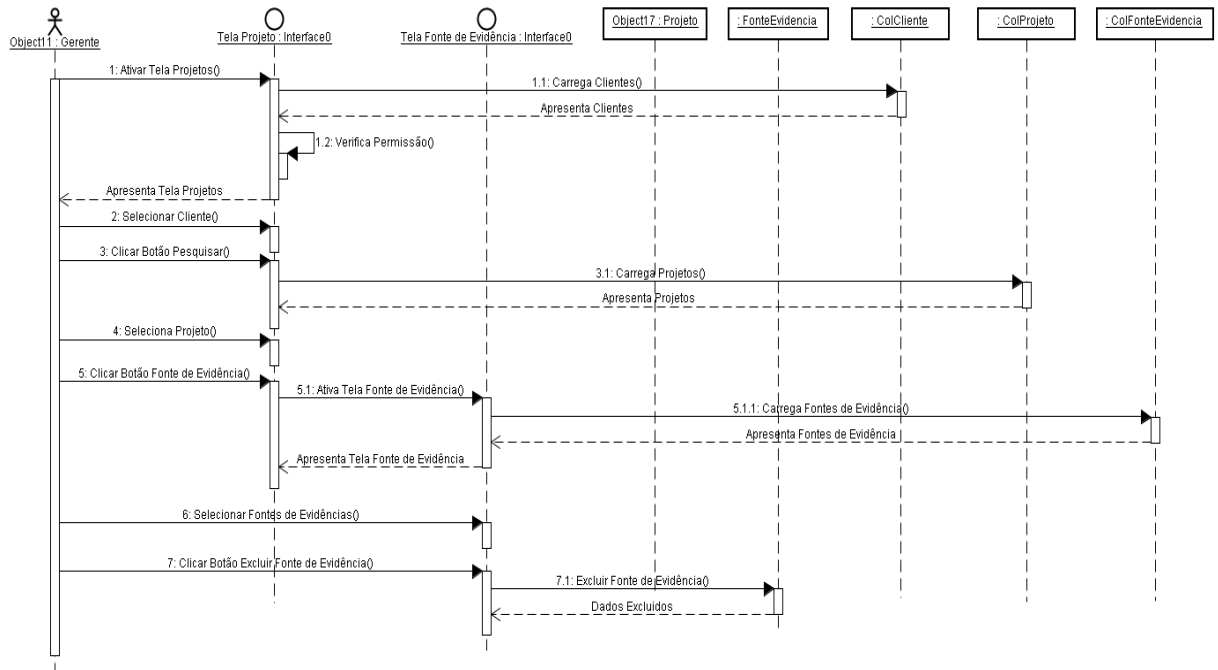 Object11 : Gerente
Tela Projeto : Interface0
Tela Fonte de Evidência : Interface0
Object17 : Projeto
: FonteEvidencia
: ColCliente
: ColProjeto
: ColFonteEvidencia
1: Ativar Tela Projetos()
1.1: Carrega Clientes()
Apresenta Clientes
1.2: Verifica Permissão()
Apresenta Tela Projetos
2: Selecionar Cliente()
3: Clicar Botão Pesquisar()
3.1: Carrega Projetos()
Apresenta Projetos
4: Seleciona Projeto()
5: Clicar Botão Fonte de Evidência()
5.1: Ativa Tela Fonte de Evidência()
5.1.1: Carrega Fontes de Evidência()
Apresenta Fontes de Evidência
Apresenta Tela Fonte de Evidência
6: Selecionar Fontes de Evidências()
7: Clicar Botão Excluir Fonte de Evidência()
7.1: Excluir Fonte de Evidência()
Dados Excluidos